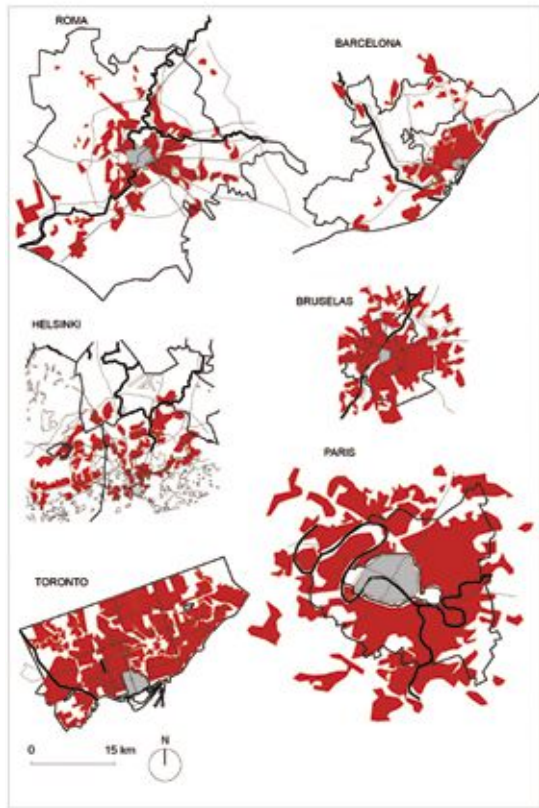 ROMA
BARCELONA
HELSINKI
BRUSELAS
PARIS
TORONTO
0 15 km
N